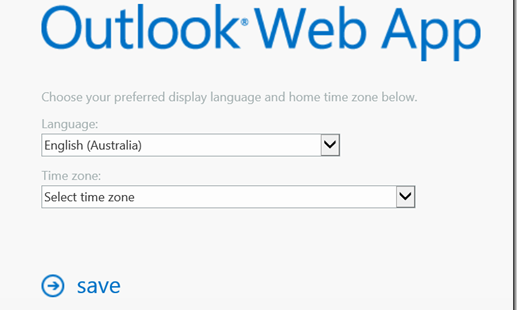 Outlook® Web App
Choose your preferred display language and home time zone below.
Language:
English (Australia)
Time zone:
Select time zone
save